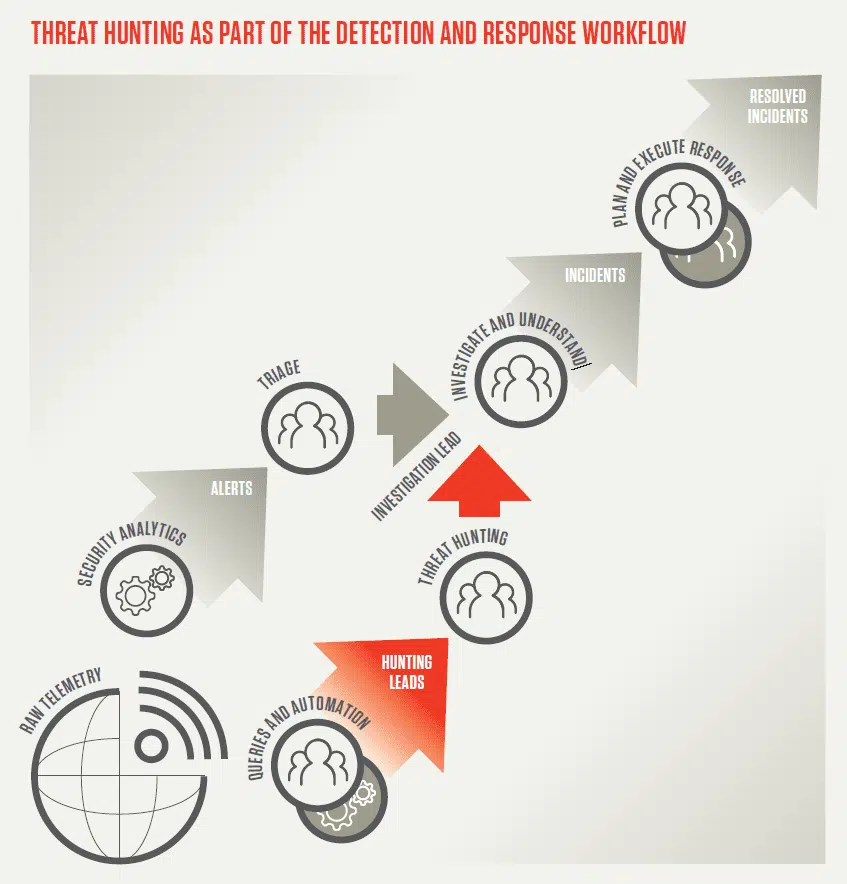 THREAT HUNTING AS PART OF THE DETECTION AND RESPONSE WORKFLOW
RESOLVED
INCIDENTS
PLAN AND EXECUTE RESPONSE
INCIDENTS
INVESTIGATE AND UNDERSTAND
TRIAGE
INVESTIGATION LEAD
ALERTS
SECURITY ANALYTICS
THREAT HUNTING
HUNTING
LEADS
RAW TELEMETRY
QUERIES AND AUTOMATION